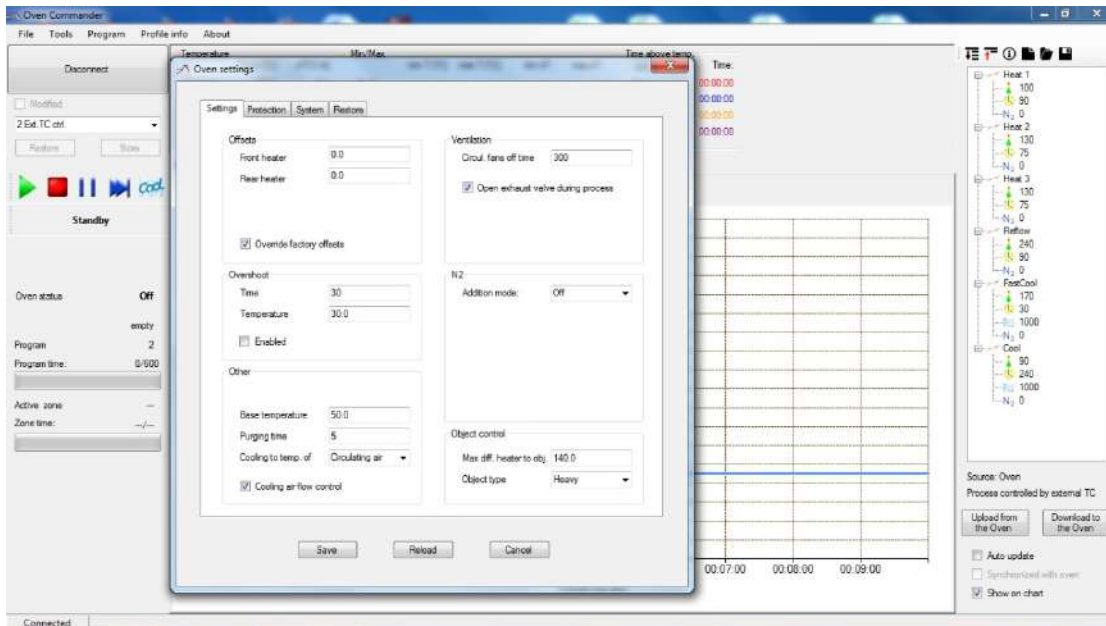 Oven Commander
File Tools Program Profile info About
Disconnect
Modified
2 Ext.TC ctrl.
Restore Store
cool
Standby
Oven status Off
empty
Program 2
Program time: 0/600
Active zone ---
Zone time: ---/---
Connected
Temperature Min/Max Time above temp
Time:
00:00:00
00:00:00
00:00:00
00:00:00
Oven settings
Settings Protection System Restore
Offsets
Front heater 0.0
Rear heater 0.0
Override factory offsets
Overshoot
Time 30
Temperature 30.0
Enabled
Other
Base temperature 50.0
Purging time 5
Cooling to temp. of Circulating air
Cooling air flow control
Ventilation
Circul. fans off time 300
Open exhaust valve during process
N2
Addition mode: Off
Object control
Max diff. heater to obj. 140.0
Object type Heavy
Save Reload Cancel
00:07:00 00:08:00 00:09:00
Heat 1
100
90
N2 0
Heat 2
130
75
N2 0
Heat 3
130
75
N2 0
Reflow
240
90
N2 0
FastCool
170
30
1000
N2 0
Cool
90
240
1000
N2 0
Source: Oven
Process controlled by external TC
Upload from the Oven
Download to the Oven
Auto update
Synchronized with oven
Show on chart